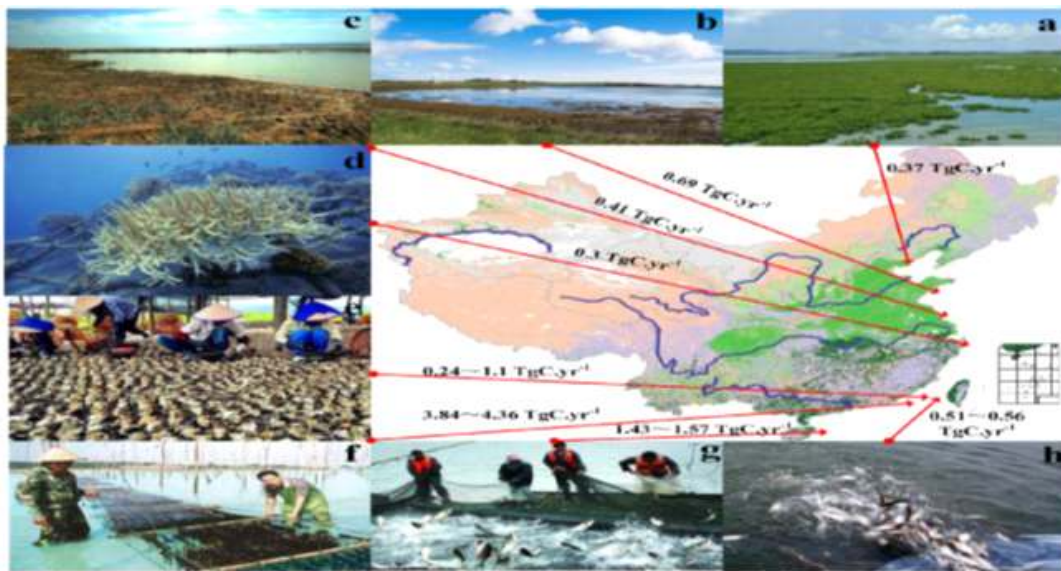 c
b
a
d
0.69 TgC.yr⁻¹
0.37 TgC.yr⁻¹
0.41 TgC.yr⁻¹
0.3 TgC.yr⁻¹
0.24～1.1 TgC.yr⁻¹
3.84～4.36 TgC.yr⁻¹
1.43～1.57 TgC.yr⁻¹
0.51～0.56
TgC.yr⁻¹
f
g
h